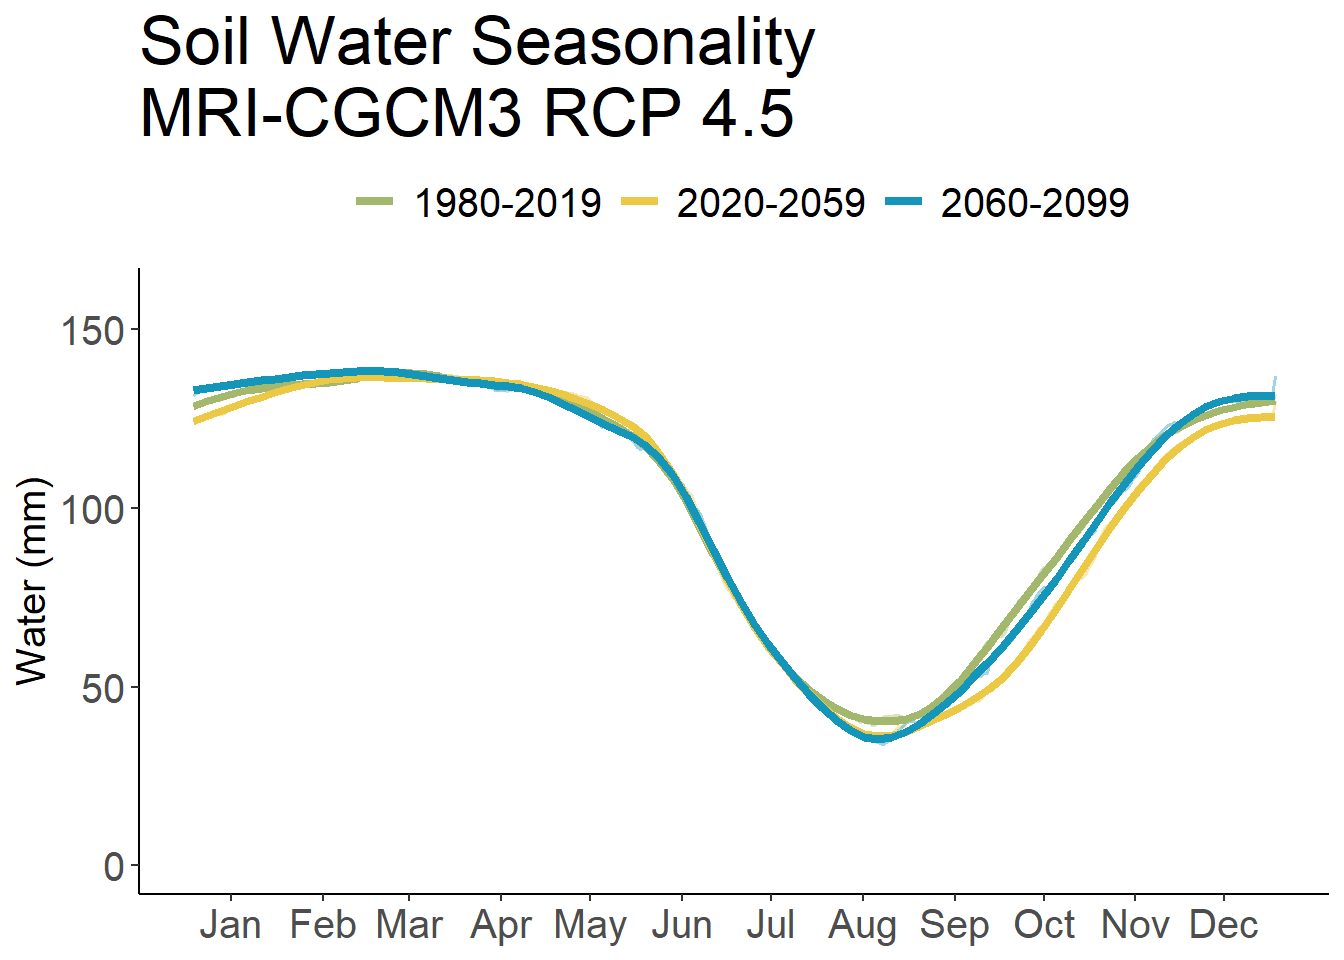 Soil Water Seasonality
MRI-CGCM3 RCP 4.5
1980-2019 2020-2059 2060-2099
Water (mm)
150
100
50
0
Jan Feb Mar Apr May Jun Jul Aug Sep Oct Nov Dec